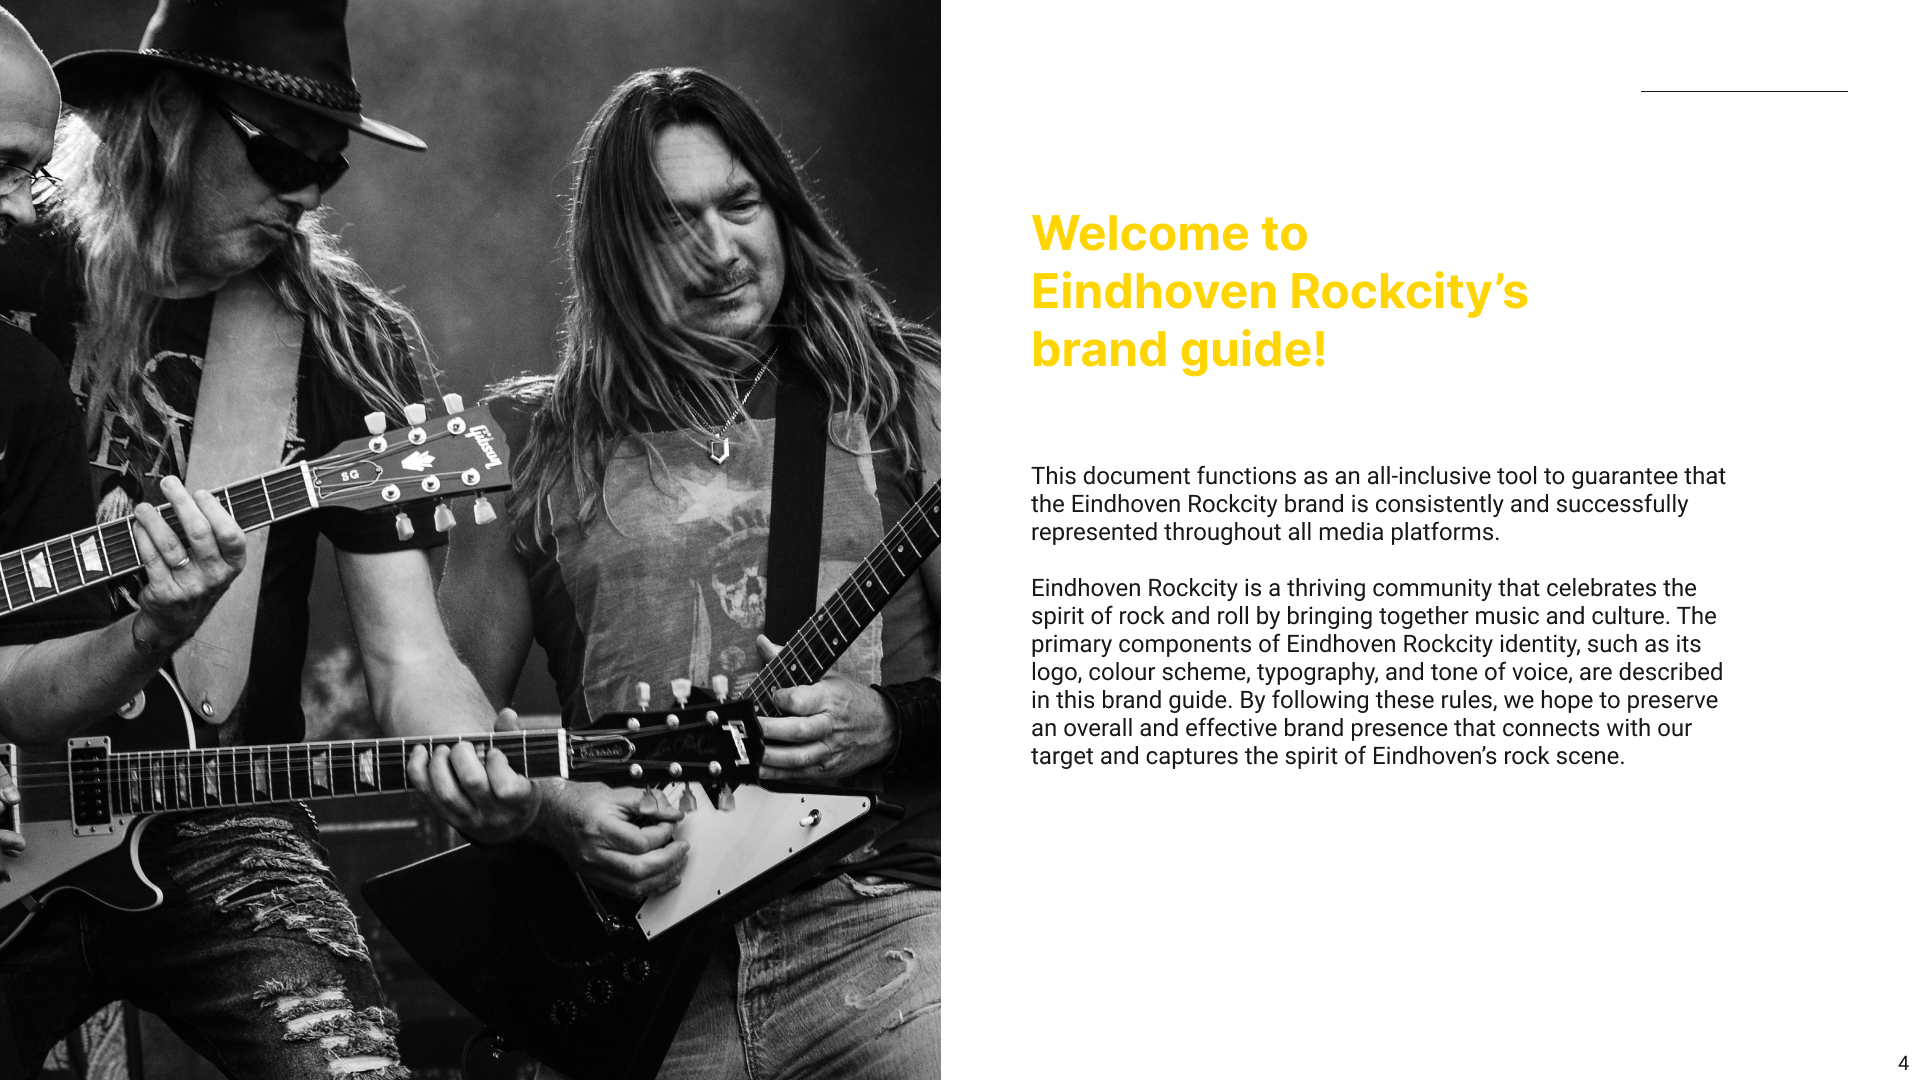 Welcome to
Eindhoven Rockcity’s
brand guide!
This document functions as an all-inclusive tool to guarantee that
the Eindhoven Rockcity brand is consistently and successfully
represented throughout all media platforms.
Eindhoven Rockcity is a thriving community that celebrates the
spirit of rock and roll by bringing together music and culture. The
primary components of Eindhoven Rockcity identity, such as its
logo, colour scheme, typography, and tone of voice, are described
in this brand guide. By following these rules, we hope to preserve
an overall and effective brand presence that connects with our
target and captures the spirit of Eindhoven’s rock scene.
Gibson
SG
Classic
4